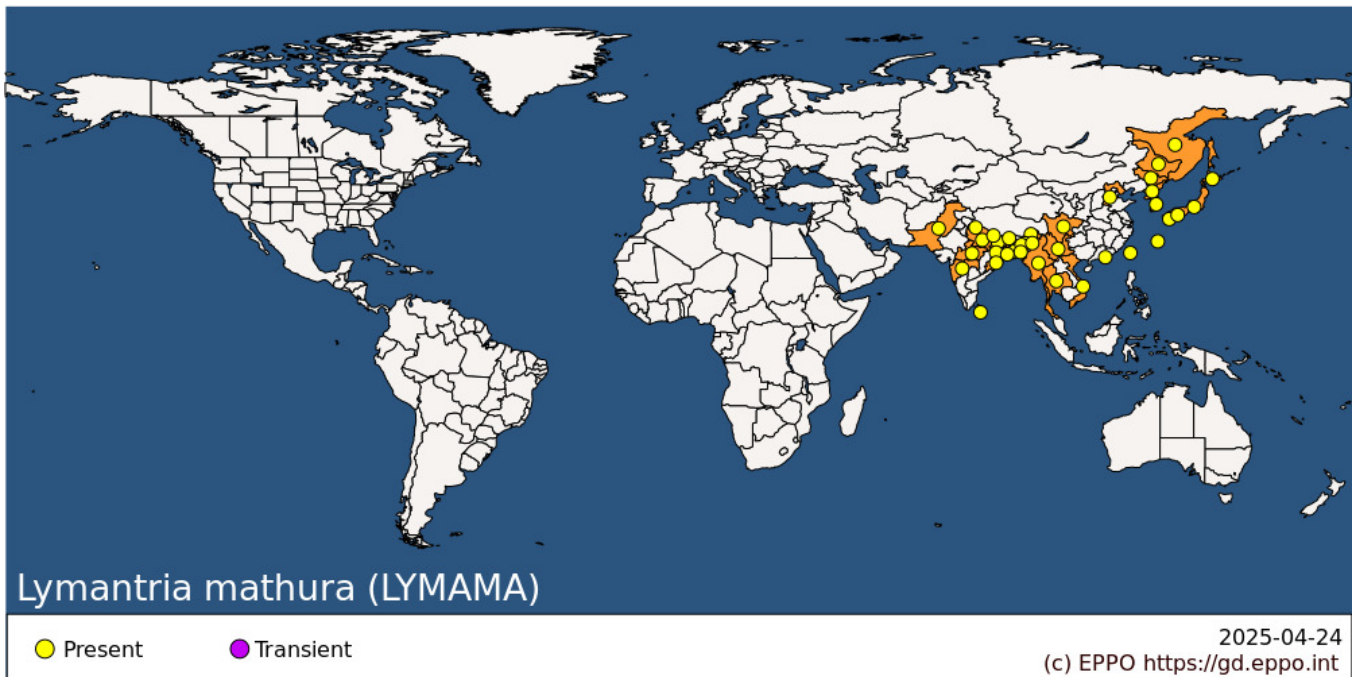 Lymantria mathura (LYMAMA)
Present
Transient
2025-04-24
(c) EPPO https://gd.eppo.int